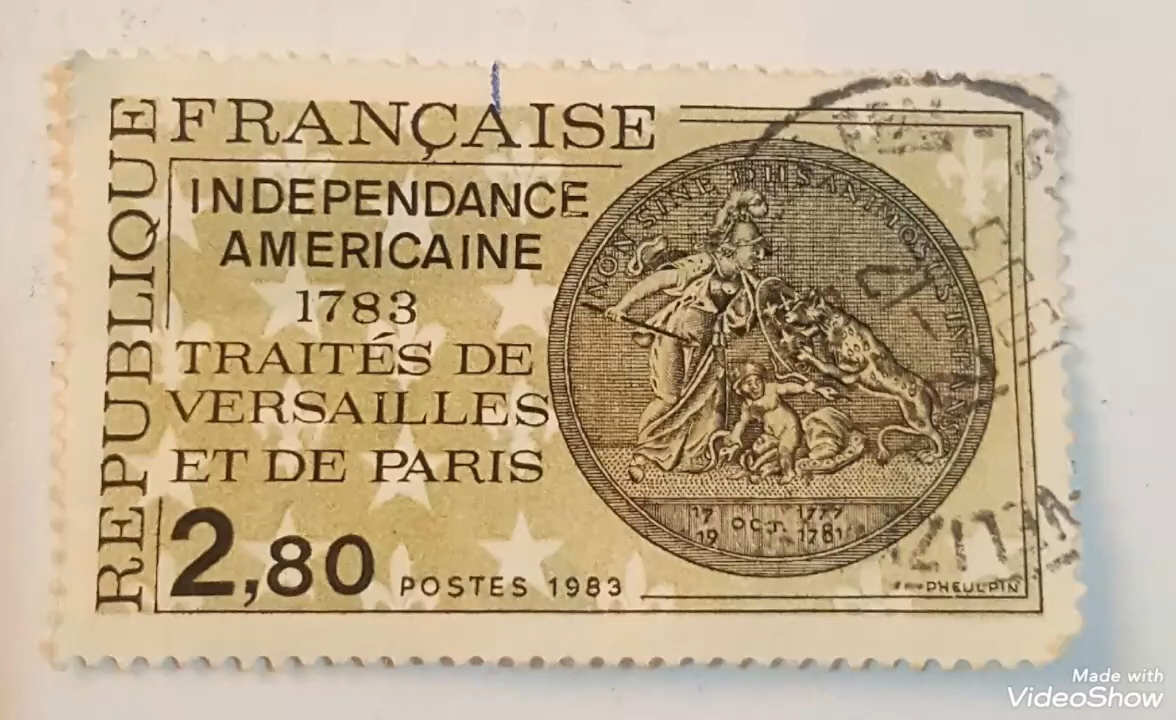 RÉPUBLIQUE
FRANÇAISE
INDEPENDANCE
AMERICAINE
1783
TRAITÉS DE
VERSAILLES
ET DE PARIS
2,80 POSTES 1983
NON SINE DIIS ANIMOSUS INFANS
17 1777
OCT.
19 1781
PHEULPIN
Made with
VideoShow